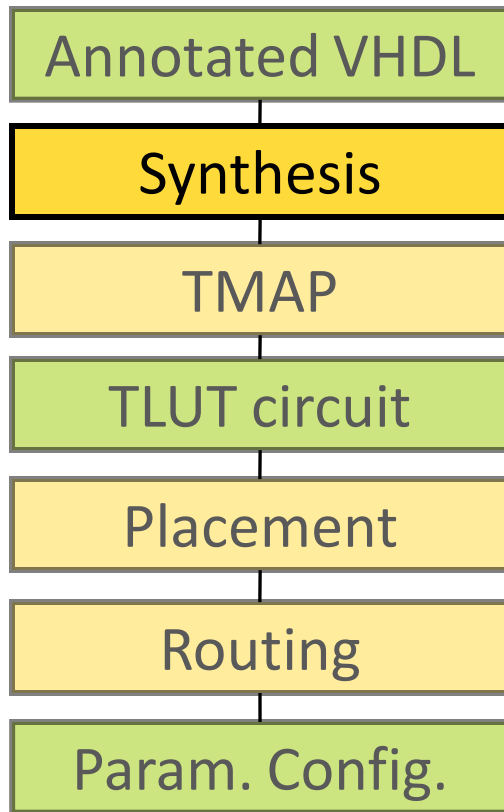 Annotated VHDL
Synthesis
TMAP
TLUT circuit
Placement
Routing
Param. Config.